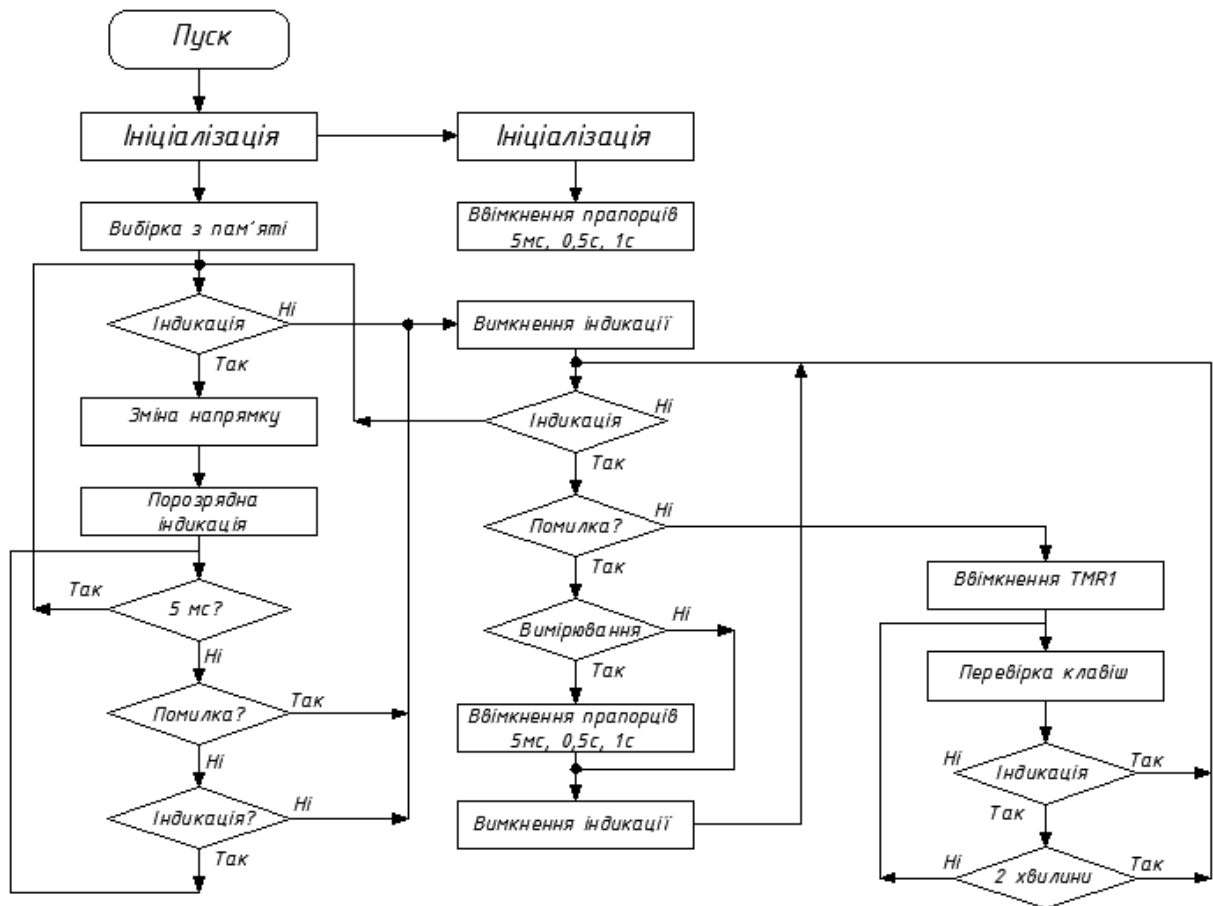 Пуск
Ініціалізація
Вибірка з пам'яті
Індикація
Ні
Так
Зміна напрямку
Порозрядна
індикація
Так
5 мс?
Ні
Помилка?
Так
Ні
Індикація?
Ні
Так
Ініціалізація
Ввімкнення прапорців
5мс, 0,5с, 1с
Вимкнення індикації
Індикація
Ні
Так
Помилка?
Ні
Так
Вимірювання
Ні
Так
Ввімкнення прапорців
5мс, 0,5с, 1с
Вимкнення індикації
Ввімкнення TMR1
Перевірка клавіш
Ні
Індикація
Так
Так
Ні
2 хвилини
Так